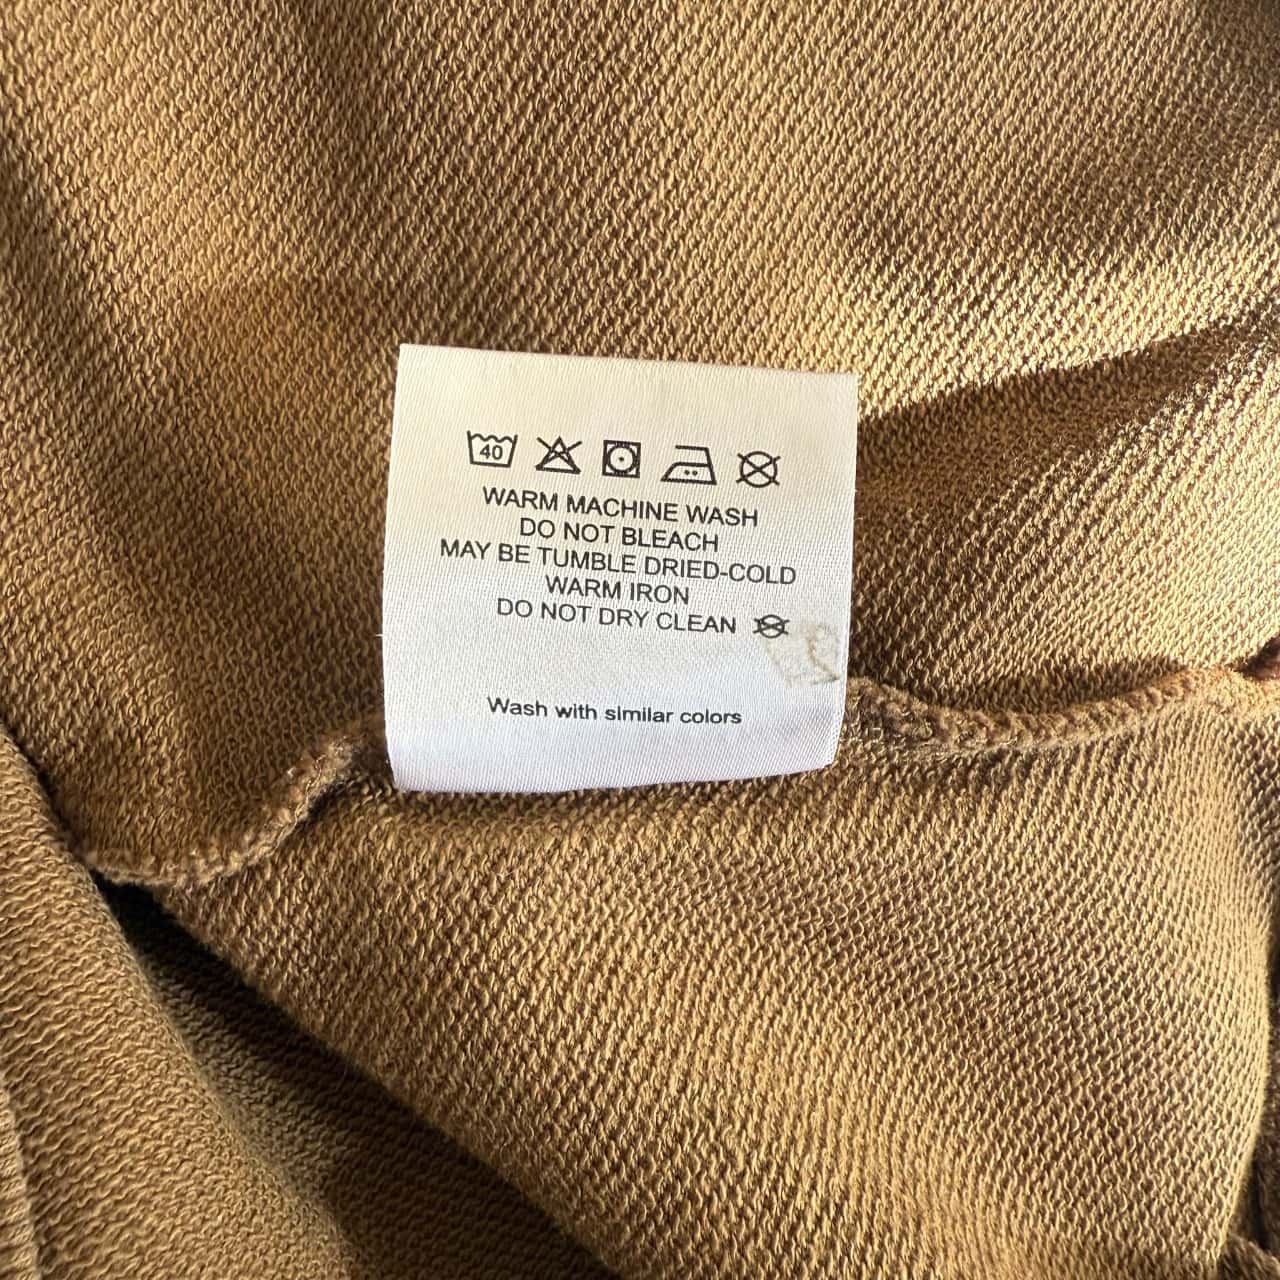 40
WARM MACHINE WASH
DO NOT BLEACH
MAY BE TUMBLE DRIED-COLD
WARM IRON
DO NOT DRY CLEAN
Wash with similar colors